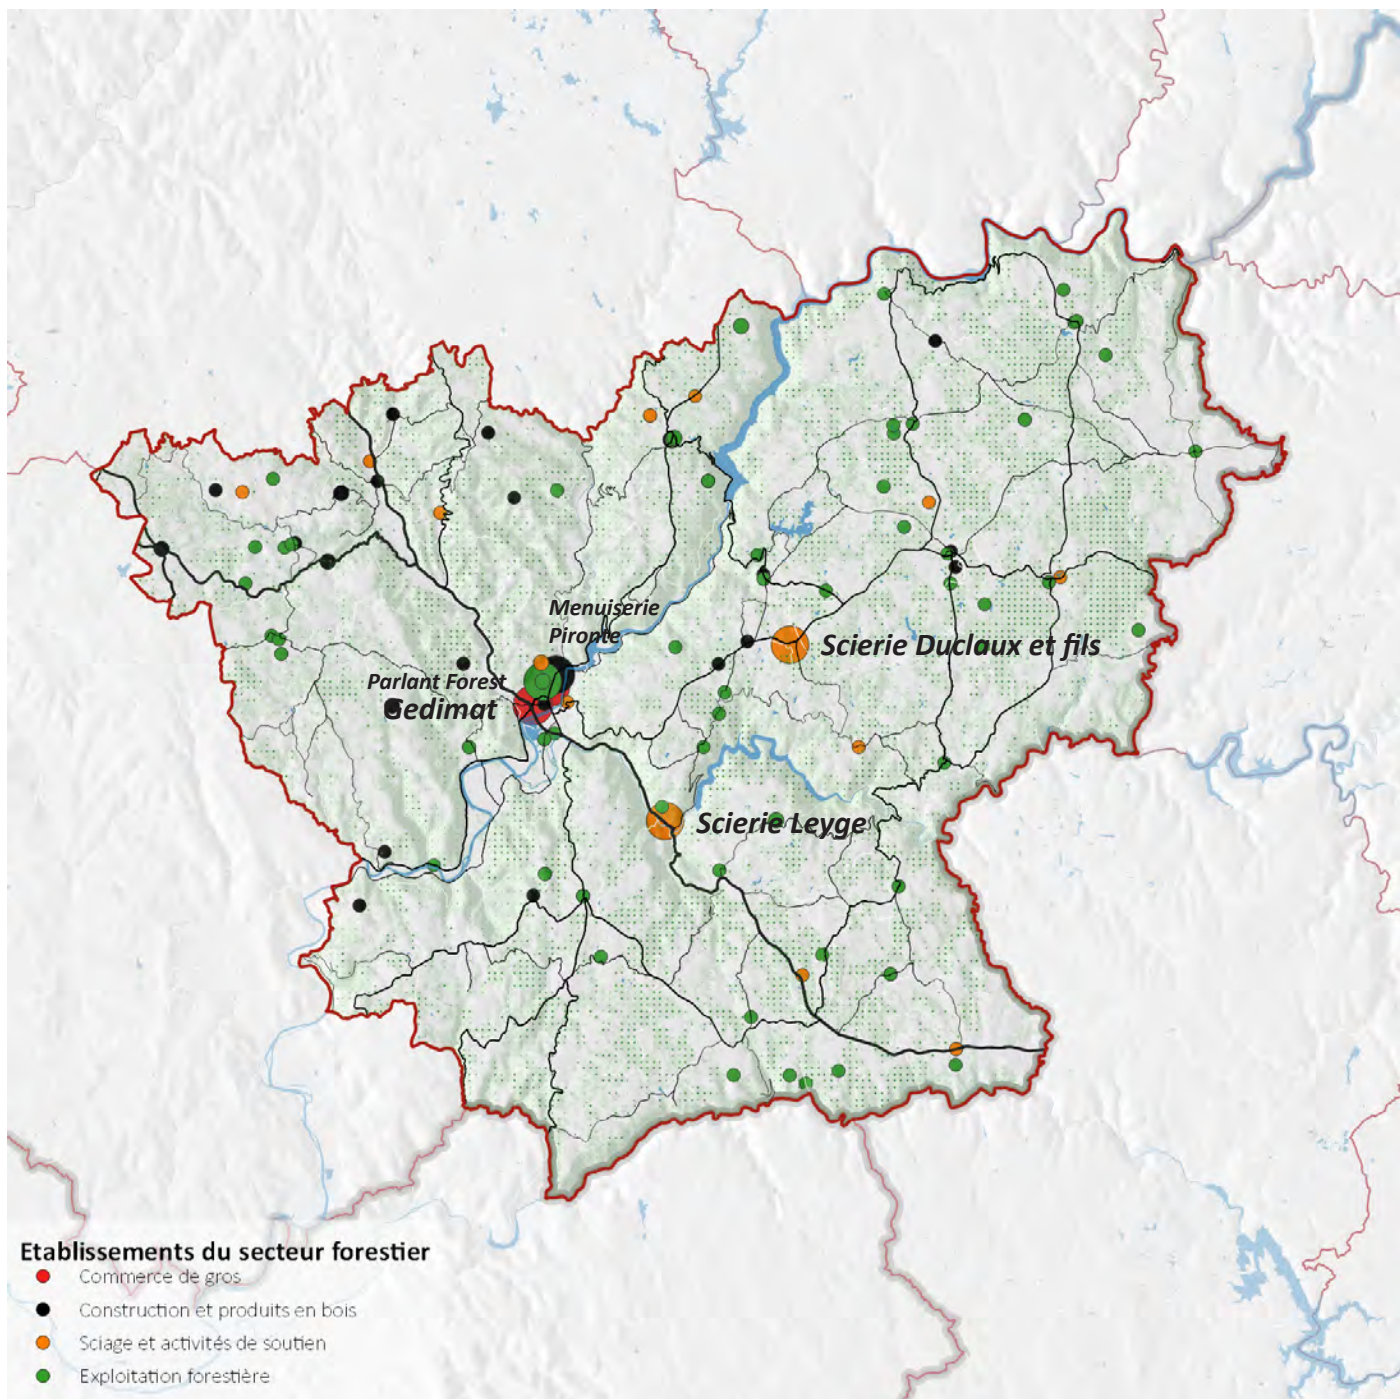 Menuiserie
Pironte
Scierie Duclaux et fils
Parlant Forest
Gedimat
Scierie Leyge
Etablissements du secteur forestier
Commerce de gros
Construction et produits en bois
Sciage et activités de soutien
Exploitation forestière